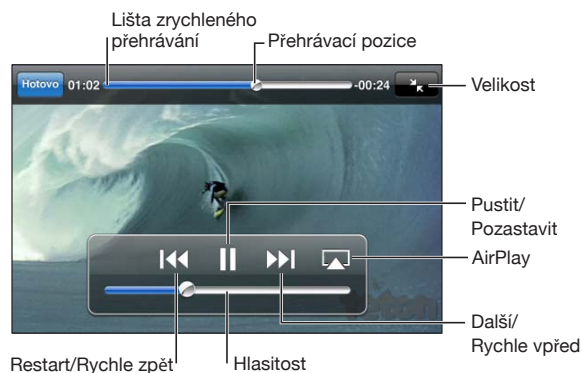 Lišta zrychleného
přehrávání
Přehrávací pozice
Hotovo 01:02 -00:24
Velikost
Pustit/
Pozastavit
AirPlay
Další/
Rychle vpřed
Restart/Rychle zpět
Hlasitost